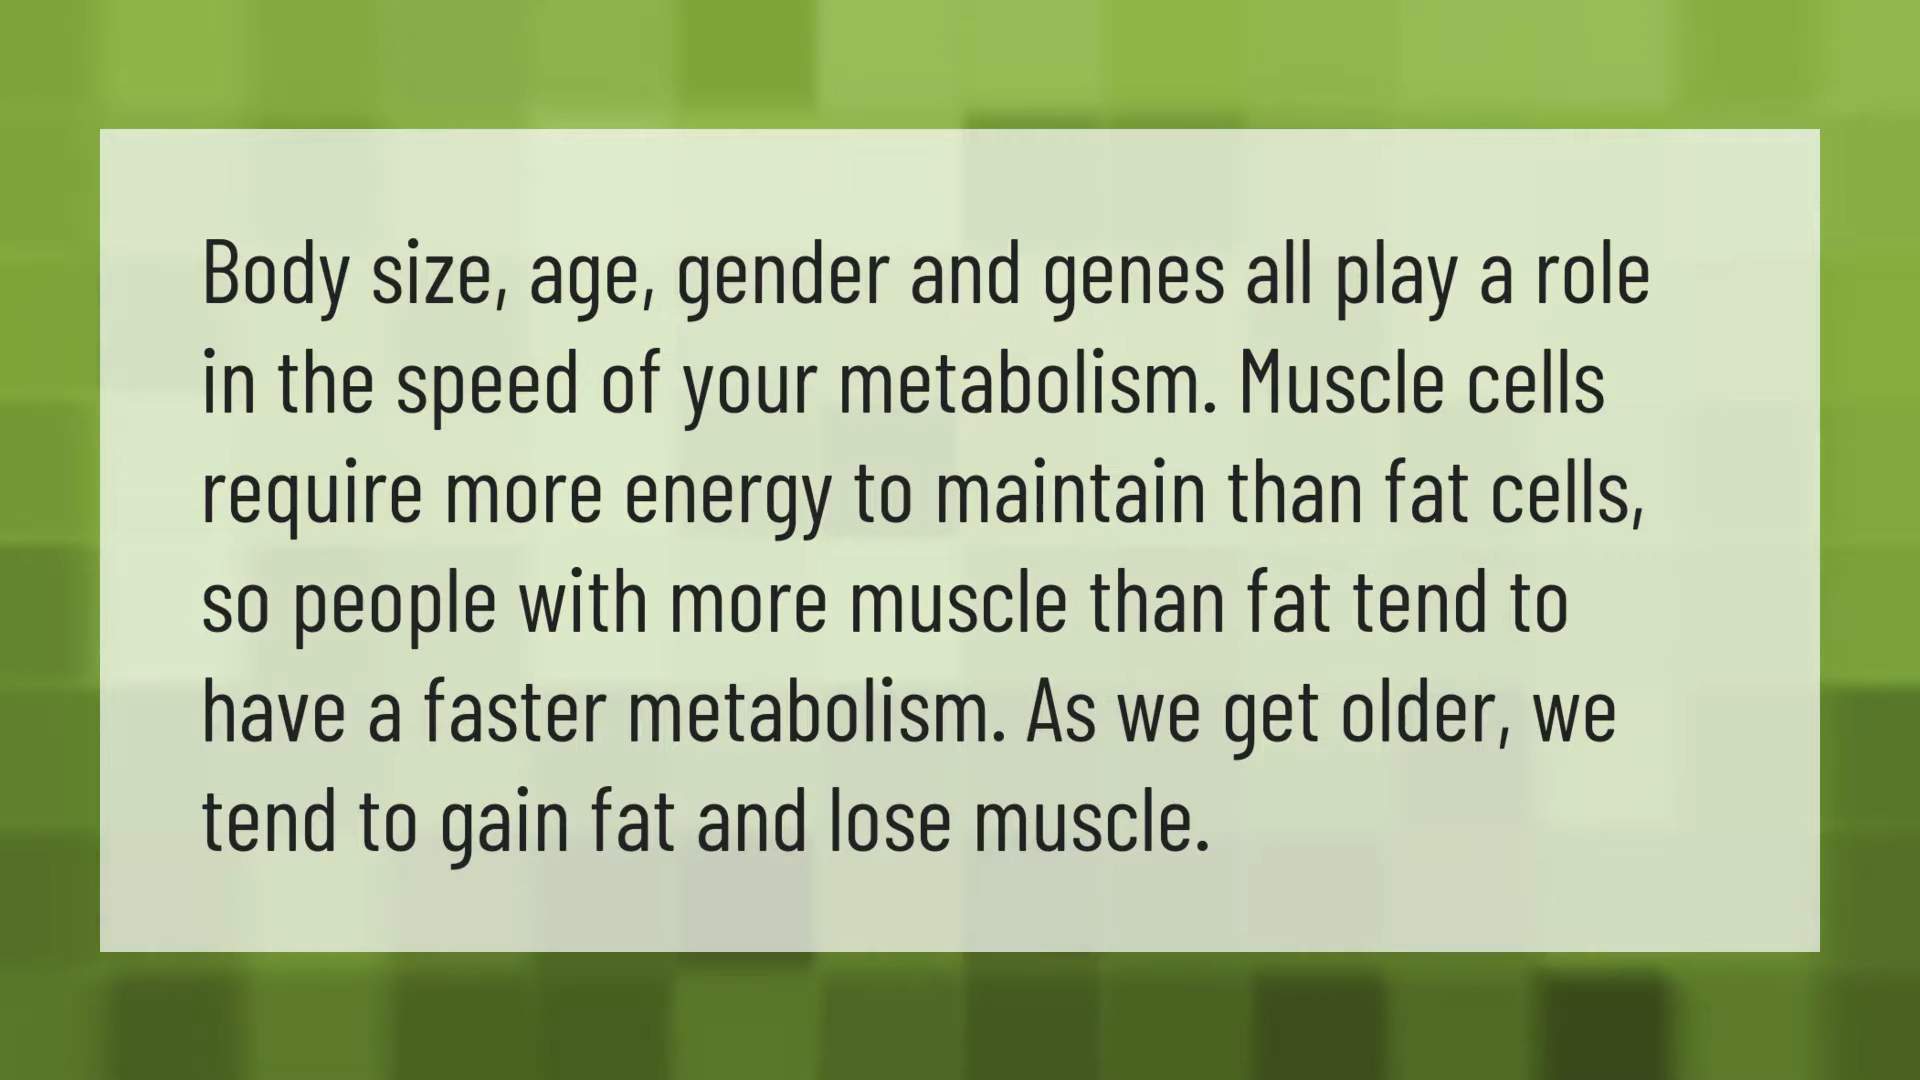 Body size, age, gender and genes all play a role
in the speed of your metabolism. Muscle cells
require more energy to maintain than fat cells,
so people with more muscle than fat tend to
have a faster metabolism. As we get older, we
tend to gain fat and lose muscle.